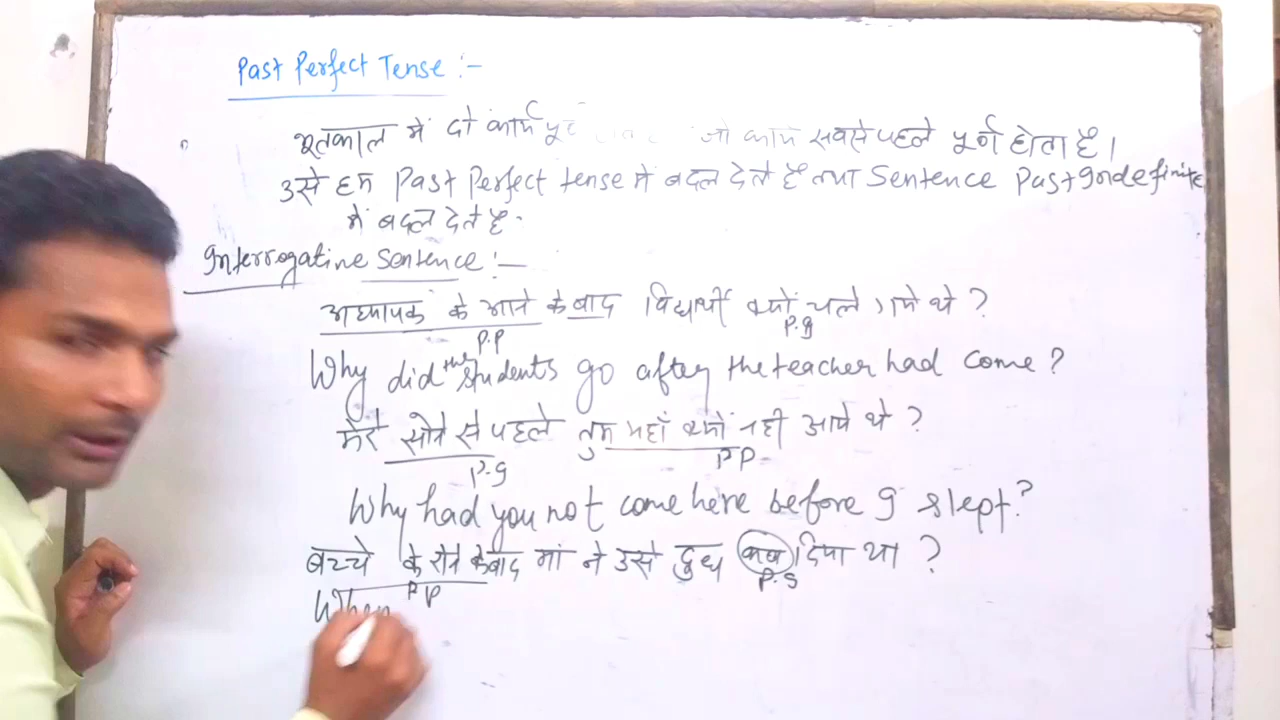 Past Perfect Tense :-
भूतकाल में दो कार्य जो कार्य सबसे पहले पूर्ण होता है।
उसे हम Past Perfect tense मे बदल देते हैं तथा Sentence Past Indefinite
में बदल देते है.
Interrogative Sentence :-
अध्यापक के आने के बाद विद्यार्थी क्यों चले गये थे ?
P.P P.I
Why did the students go after the teacher had come ?
मेरे सोने से पहले तुम यहाँ क्यों नही आये थे ?
P.I PP
Why had you not come here before I slept ?
बच्चे के रोने के बाद मां ने उसे दुध कब दिया था ?
PP P.S
When